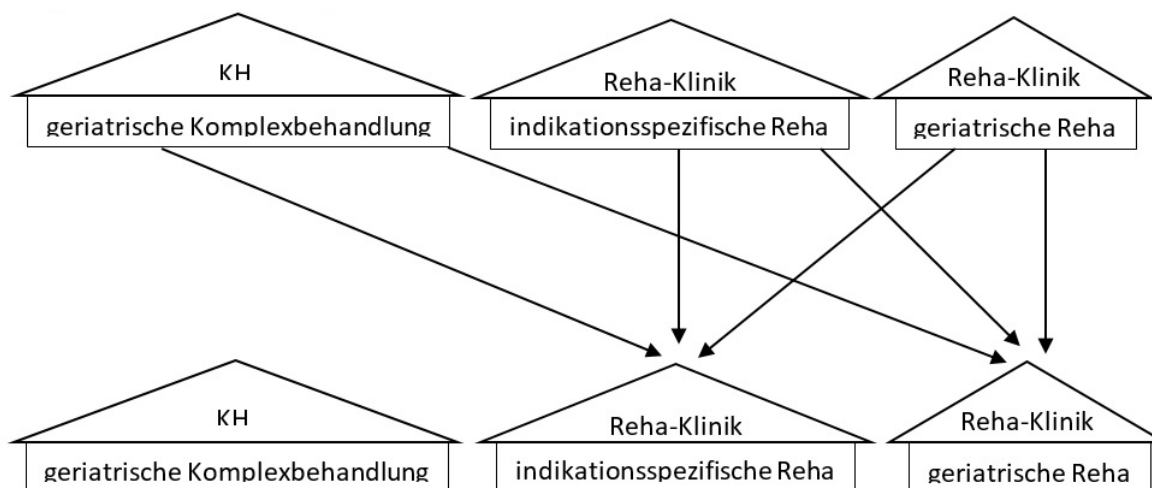 KH
Reha-Klinik
Reha-Klinik
geriatrische Komplexbehandlung
indikationsspezifische Reha
geriatrische Reha
KH
Reha-Klinik
Reha-Klinik
geriatrische Komplexbehandlung
indikationsspezifische Reha
geriatrische Reha